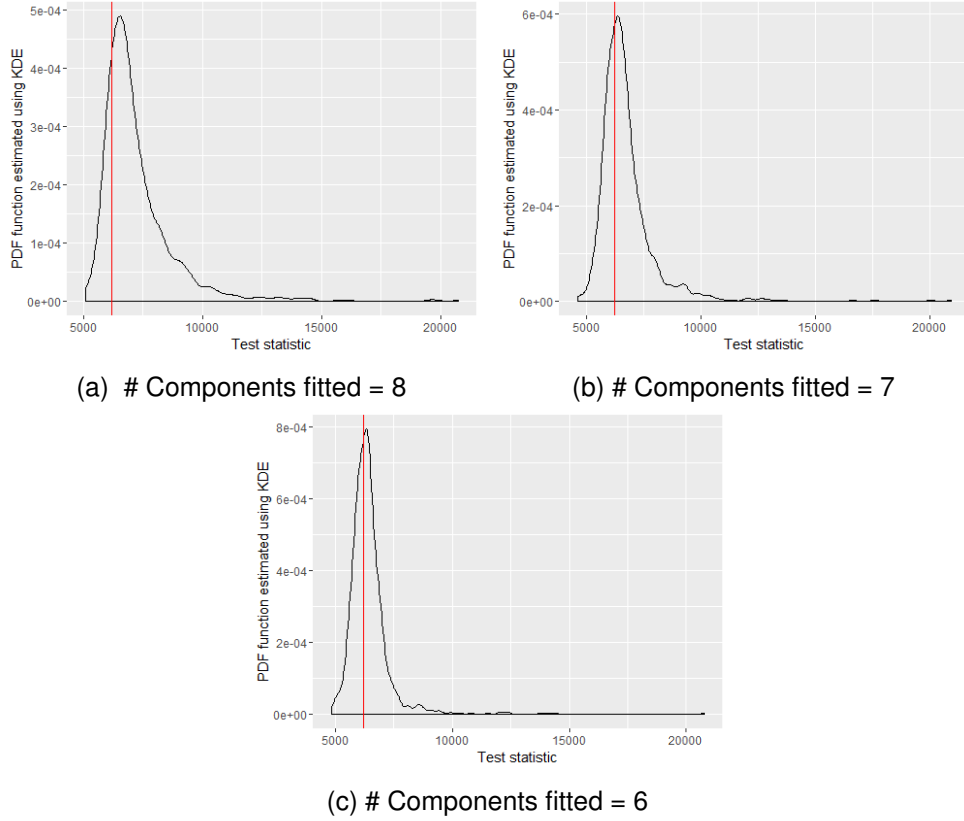 PDF function estimated using KDE
5e-04
4e-04
3e-04
2e-04
1e-04
0e+00
5000 10000 15000 20000
Test statistic
(a) # Components fitted = 8
PDF function estimated using KDE
6e-04
4e-04
2e-04
0e+00
5000 10000 15000 20000
Test statistic
(b) # Components fitted = 7
PDF function estimated using KDE
8e-04
6e-04
4e-04
2e-04
0e+00
5000 10000 15000 20000
Test statistic
(c) # Components fitted = 6